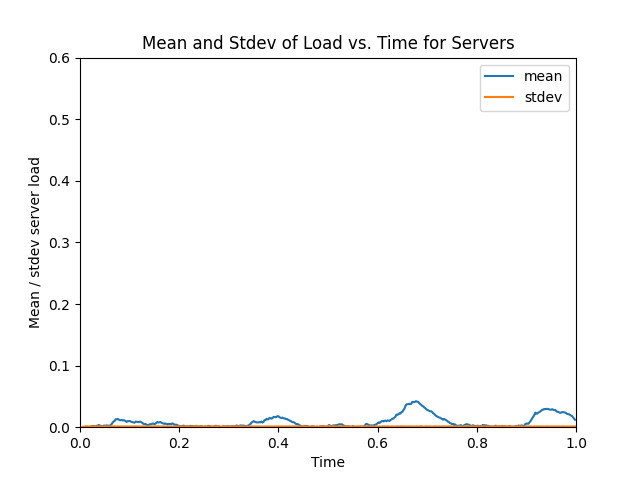 Mean and Stdev of Load vs. Time for Servers
mean
stdev
Mean / stdev server load
0.6
0.5
0.4
0.3
0.2
0.1
0.0
0.0 0.2 0.4 0.6 0.8 1.0
Time